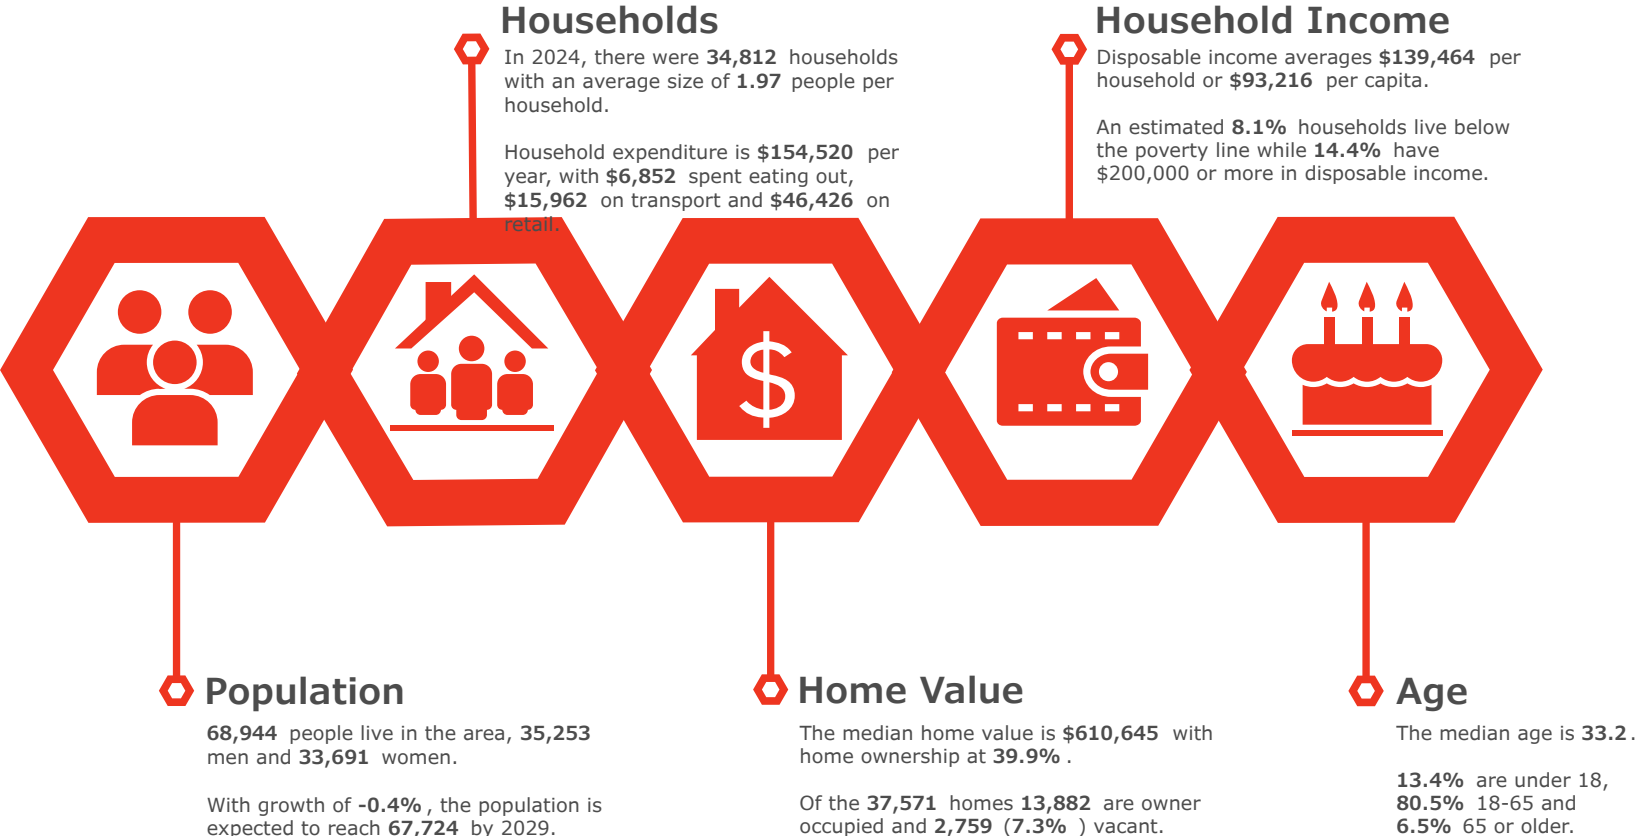 Households
In 2024, there were 34,812 households
with an average size of 1.97 people per
household.
Household expenditure is $154,520 per
year, with $6,852 spent eating out,
$15,962 on transport and $46,426 on
retail.
Household Income
Disposable income averages $139,464 per
household or $93,216 per capita.
An estimated 8.1% households live below
the poverty line while 14.4% have
$200,000 or more in disposable income.
$
Population
68,944 people live in the area, 35,253
men and 33,691 women.
With growth of -0.4% , the population is
expected to reach 67,724 by 2029.
Home Value
The median home value is $610,645 with
home ownership at 39.9% .
Of the 37,571 homes 13,882 are owner
occupied and 2,759 (7.3% ) vacant.
Age
The median age is 33.2.
13.4% are under 18,
80.5% 18-65 and
6.5% 65 or older.